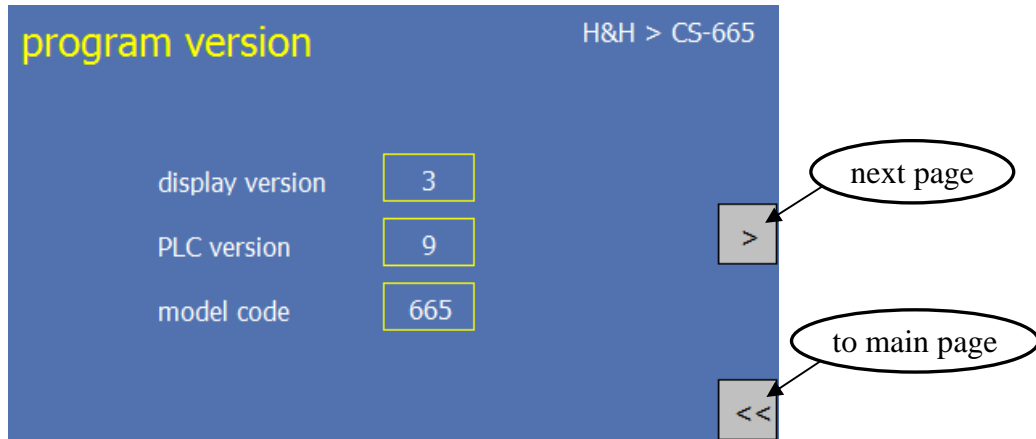 program version
H&H > CS-665
display version 3
next page
PLC version 9
>
model code 665
to main page
<<